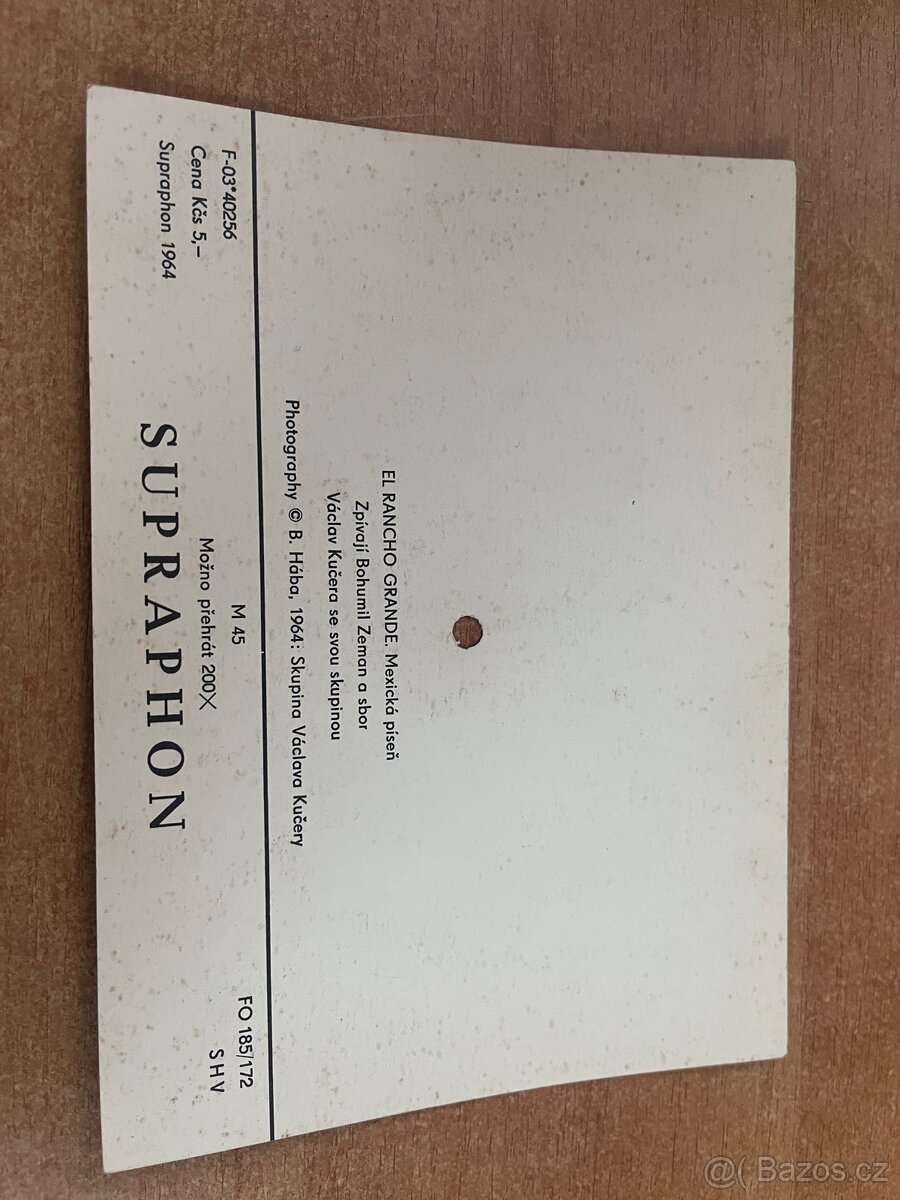 EL RANCHO GRANDE. Mexická píseň
Zpívají Bohumil Zeman a sbor
Václav Kučera se svou skupinou
Photography © B. Hába, 1964: Skupina Václava Kučery
F-03*40256
Cena Kčs 5,–
Supraphon 1964
M 45
Možno přehrát 200X
SUPRAPHON
FO 185/172
SHV
@( Bazos.cz